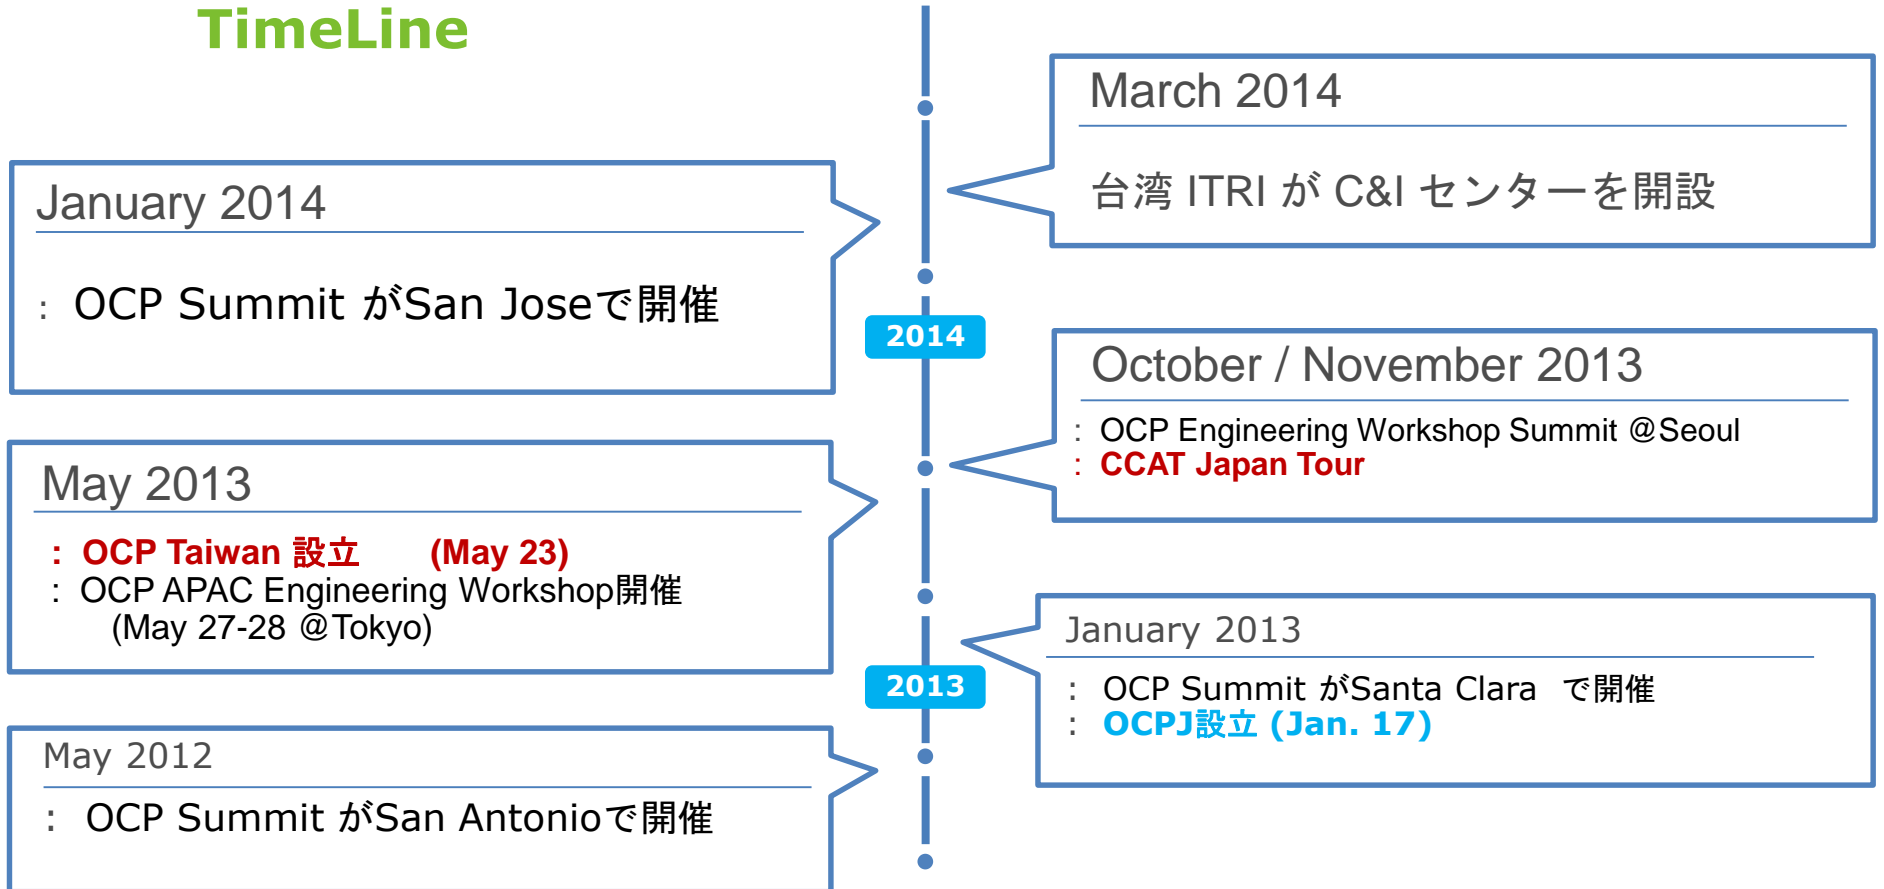 TimeLine
March 2014
台湾 ITRI が C&I センターを開設
January 2014
: OCP Summit がSan Joseで開催
2014
October / November 2013
: OCP Engineering Workshop Summit @Seoul
: CCAT Japan Tour
May 2013
: OCP Taiwan 設立 (May 23)
: OCP APAC Engineering Workshop開催
(May 27-28 @Tokyo)
January 2013
: OCP Summit がSanta Clara で開催
: OCPJ設立 (Jan. 17)
2013
May 2012
: OCP Summit がSan Antonioで開催